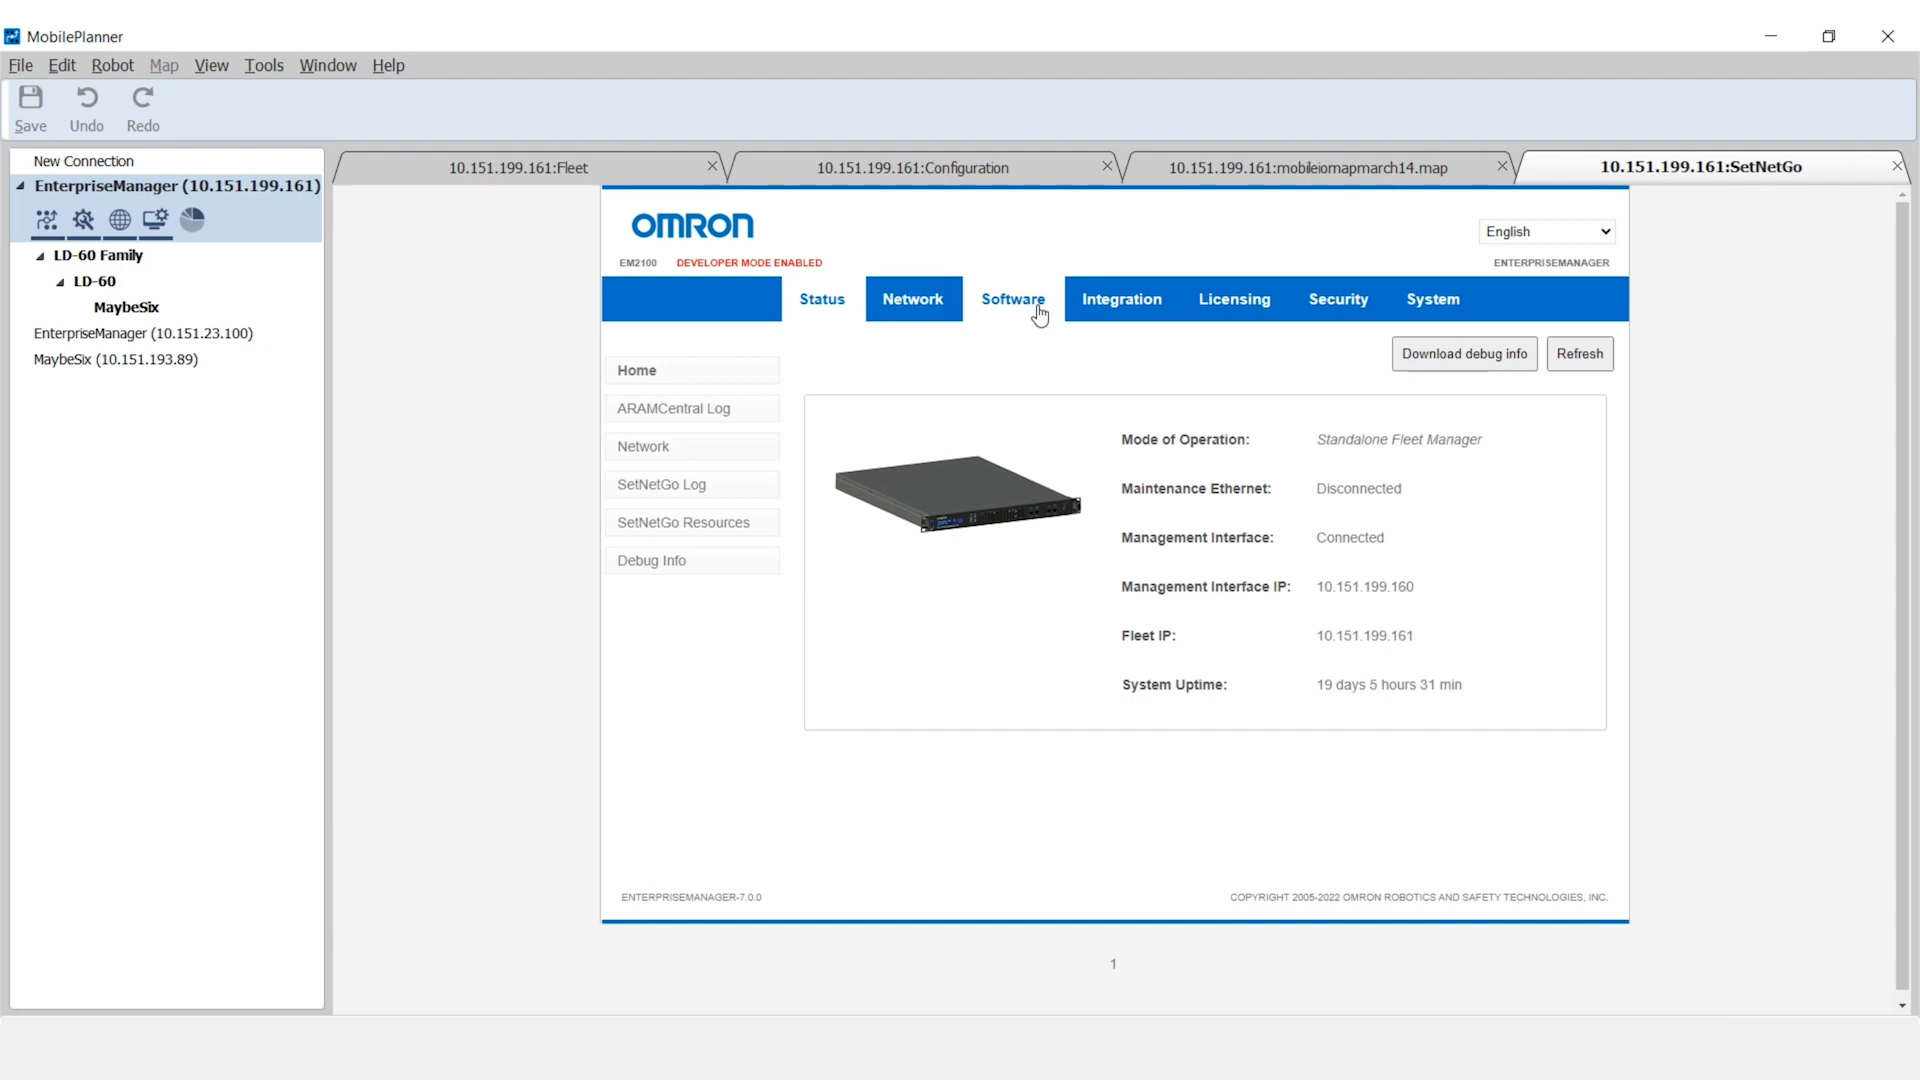 MobilePlanner
File Edit Robot Map View Tools Window Help
Save Undo Redo
New Connection
EnterpriseManager (10.151.199.161)
LD-60 Family
LD-60
MaybeSix
EnterpriseManager (10.151.23.100)
MaybeSix (10.151.193.89)
10.151.199.161:Fleet
10.151.199.161:Configuration
10.151.199.161:mobileiomapmarch14.map
10.151.199.161:SetNetGo
OMRON
English
EM2100 DEVELOPER MODE ENABLED
ENTERPRISEMANAGER
Status Network Software Integration Licensing Security System
Download debug info Refresh
Home
ARAMCentral Log
Network
SetNetGo Log
SetNetGo Resources
Debug Info
Mode of Operation: Standalone Fleet Manager
Maintenance Ethernet: Disconnected
Management Interface: Connected
Management Interface IP: 10.151.199.160
Fleet IP: 10.151.199.161
System Uptime: 19 days 5 hours 31 min
ENTERPRISEMANAGER-7.0.0
COPYRIGHT 2005-2022 OMRON ROBOTICS AND SAFETY TECHNOLOGIES, INC.
1